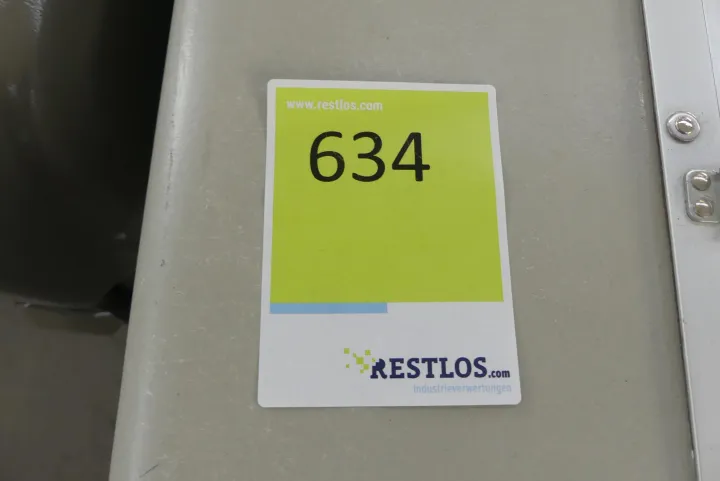 www.restlos.com
634
RESTLOS.com
Industrieverwertungen